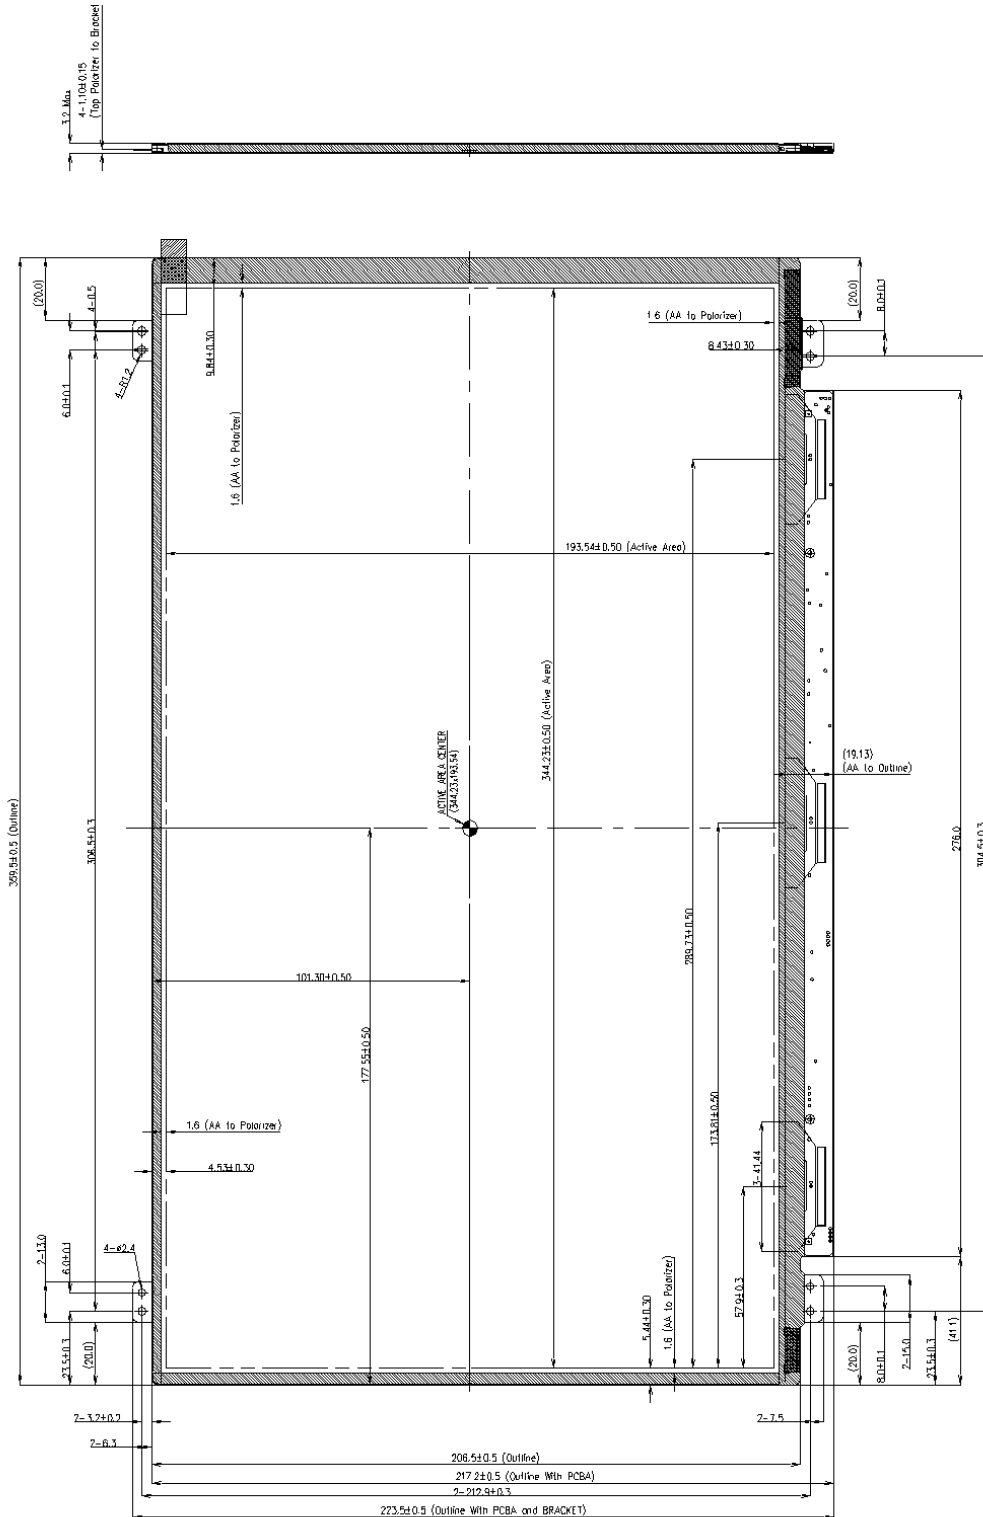 3.2 Max
4-1.10±0.15
(Top Polarizer to Bracket
(20.0)
4-0.5
6.0±0.1
4-R1.2
9.84±0.30
1.6 (AA to Polarizer)
1.6 (AA to Polarizer)
8.43±0.30
(20.0)
8.0±0.1
193.54±0.50 (Active Area)
344.23±0.50 (Active Area)
ACTIVE AREA CENTER
(344.23x193.54)
(19.13)
(AA to Outline)
276.0
304.5±0.3
359.5±0.5 (Outline)
306.5±0.3
289.73±0.50
101.30±0.50
177.55±0.50
173.81±0.50
1.6 (AA to Polarizer)
4.53±0.30
3-41.44
2-13.0
6.0±0.1
4-ø2.4
23.5±0.3
(20.0)
5.44±0.30
1.6 (AA to Polarizer)
57.9±0.3
(20.0)
8.0±0.1
2-15.0
23.5±0.3
(41.1)
2-3.2±0.2
2-7.5
2-6.3
206.5±0.5 (Outline)
217.2±0.5 (Outline With PCBA)
2-212.9±0.3
223.5±0.5 (Outline With PCBA and BRACKET)